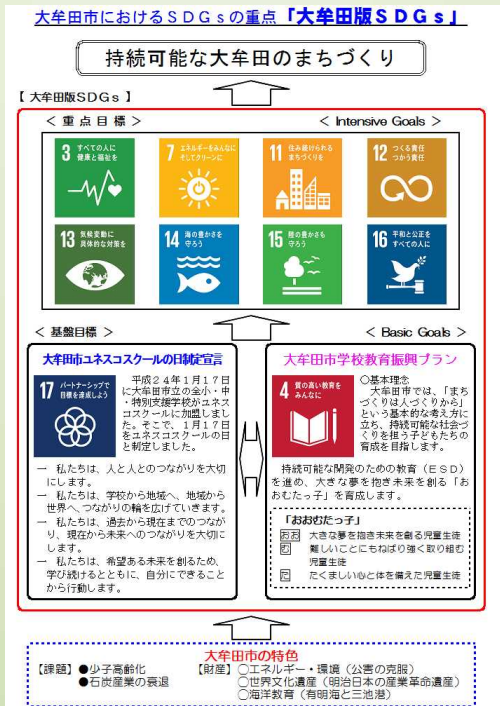 大牟田市におけるＳＤＧｓの重点「大牟田版ＳＤＧｓ」
持続可能な大牟田のまちづくり
【 大牟田版ＳＤＧｓ 】
＜ 重 点 目 標 ＞
＜ Intensive Goals ＞
3 すべての人に
健康と福祉を
7 エネルギーをみんなに
そしてクリーンに
11 住み続けられる
まちづくりを
12 つくる責任
つかう責任
13 気候変動に
具体的な対策を
14 海の豊かさを
守ろう
15 陸の豊かさも
守ろう
16 平和と公正を
すべての人に
＜ 基盤目標 ＞
＜ Basic Goals ＞
大牟田市ユネスコスクールの日制定宣言
17 パートナーシップで
目標を達成しよう
平成２４年１月１７日
に大牟田市立の全小・中
・特別支援学校がユネス
コスクールに加盟しまし
た。そこで、１月１７日
をユネスコスクールの日
と制定しました。
一 私たちは、人と人とのつながりを大切
にします。
一 私たちは、学校から地域へ、地域から
世界へ、つながりの輪を広げていきます。
一 私たちは、過去から現在までのつなが
り、現在から未来へのつながりを大切に
します。
一 私たちは、希望ある未来を創るため、
学び続けるとともに、自分にできること
から行動します。
大牟田市学校教育振興プラン
4 質の高い教育を
みんなに
○基本理念
大牟田市では、「まち
づくりは人づくりから」
という基本的な考え方に
立ち、持続可能な社会づ
くりを担う子どもたちの
育成を目指します。
持続可能な開発のための教育（ＥＳＤ）
を進め、大きな夢を抱き未来を創る「お
おむたっ子」を育成します。
「おおむたっ子」
おお 大きな夢を抱き未来を創る児童生徒
む 難しいことにもねばり強く取り組む
児童生徒
た たくましい心と体を備えた児童生徒
大牟田市の特色
【課題】●少子高齢化
●石炭産業の衰退
【財産】○エネルギー・環境（公害の克服）
○世界文化遺産（明治日本の産業革命遺産）
○海洋教育（有明海と三池港）